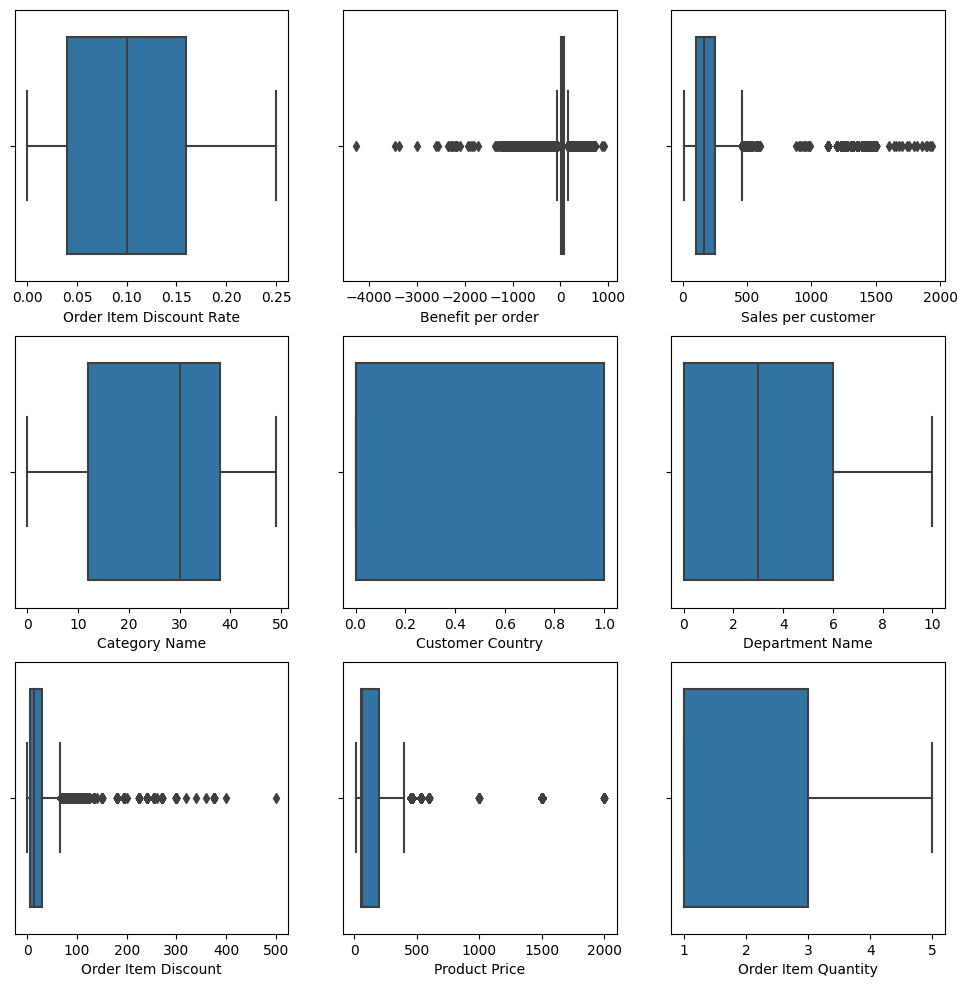 0.00 0.05 0.10 0.15 0.20 0.25
Order Item Discount Rate
−4000 −3000 −2000 −1000 0 1000
Benefit per order
0 500 1000 1500 2000
Sales per customer
0 10 20 30 40 50
Category Name
0.0 0.2 0.4 0.6 0.8 1.0
Customer Country
0 2 4 6 8 10
Department Name
0 100 200 300 400 500
Order Item Discount
0 500 1000 1500 2000
Product Price
1 2 3 4 5
Order Item Quantity